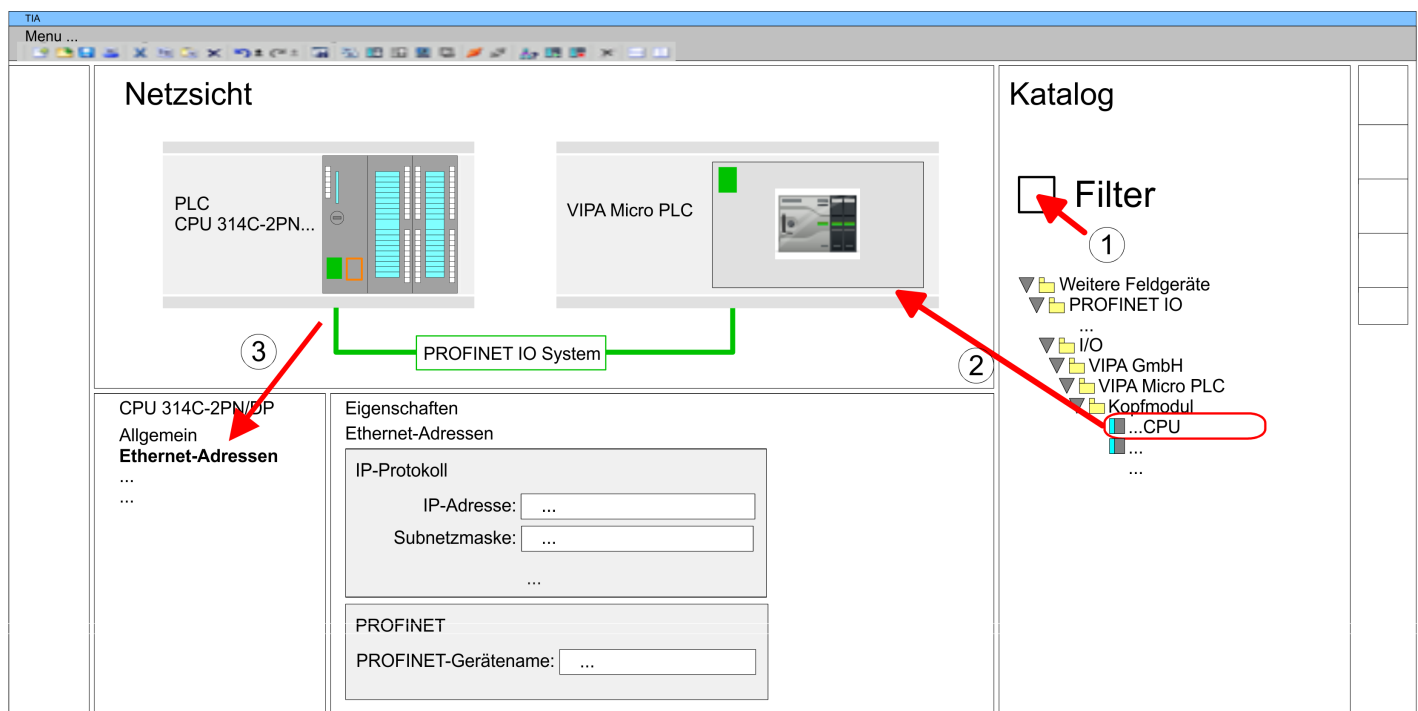 TIA
Menu ...
Netzsicht
PLC
CPU 314C-2PN...
VIPA Micro PLC
PROFINET IO System
3
2
Katalog
Filter
1
Weitere Feldgeräte
PROFINET IO
...
I/O
VIPA GmbH
VIPA Micro PLC
Kopfmodul
...CPU
...
...
CPU 314C-2PN/DP
Allgemein
Ethernet-Adressen
...
...
Eigenschaften
Ethernet-Adressen
IP-Protokoll
IP-Adresse: ...
Subnetzmaske: ...
...
PROFINET
PROFINET-Gerätename: ...